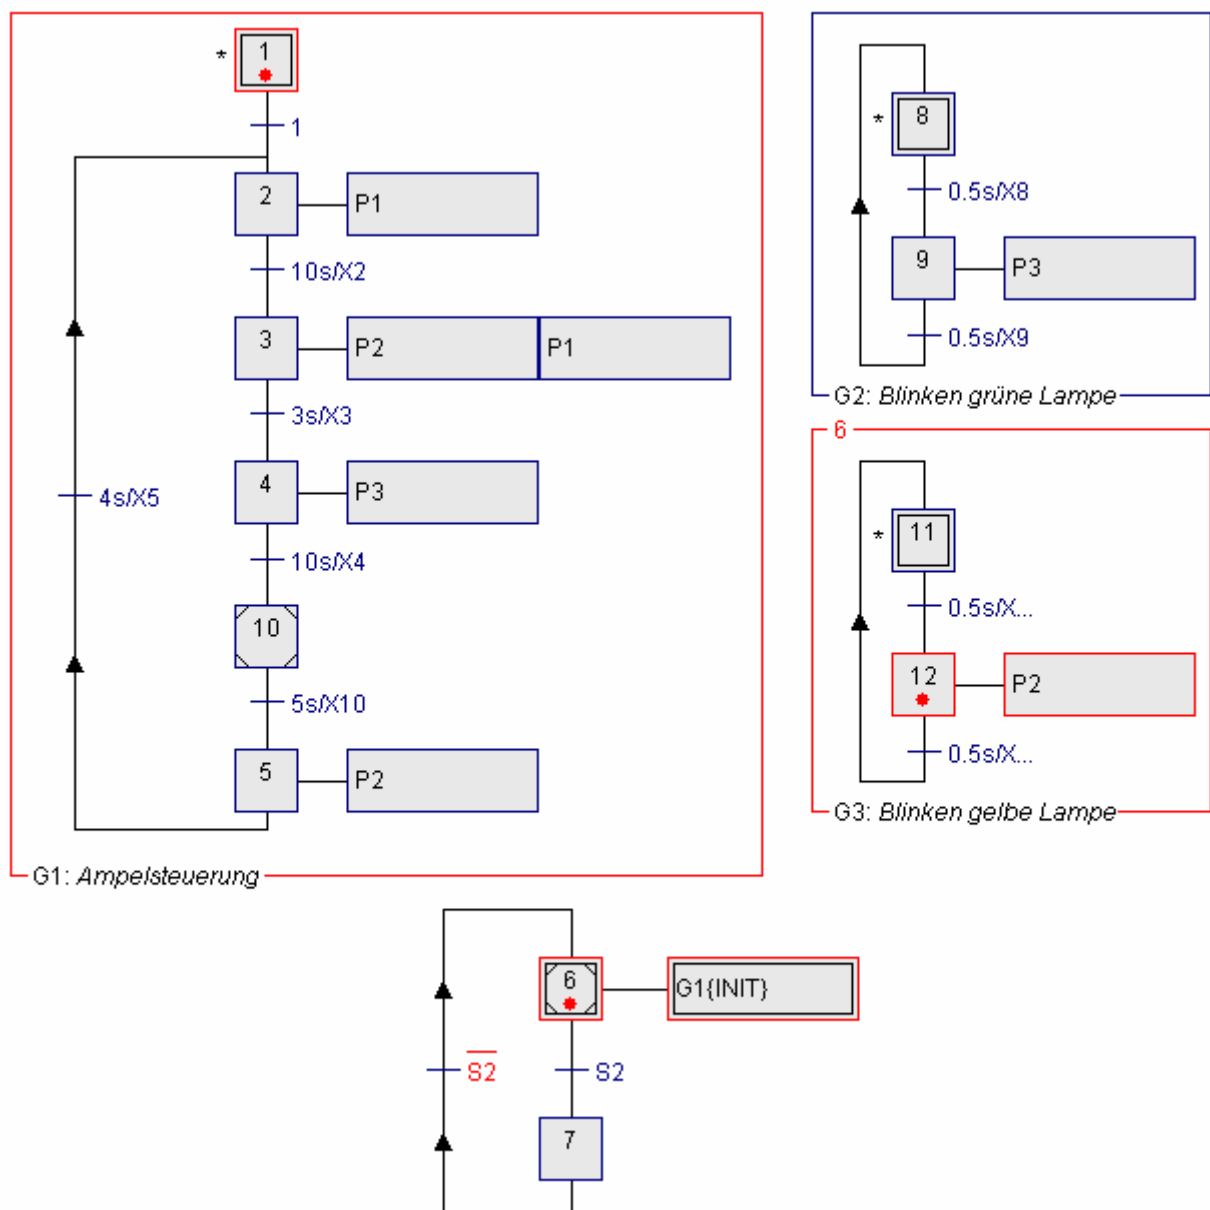 *
1
1
2
P1
10s/X2
3
P2
P1
3s/X3
4
P3
4s/X5
10s/X4
10
5s/X10
5
P2
G1: Ampelsteuerung
*
8
0.5s/X8
9
P3
0.5s/X9
G2: Blinken grüne Lampe
6
*
11
0.5s/X...
12
P2
0.5s/X...
G3: Blinken gelbe Lampe
6
G1{INIT}
S̅2̅
S2
7